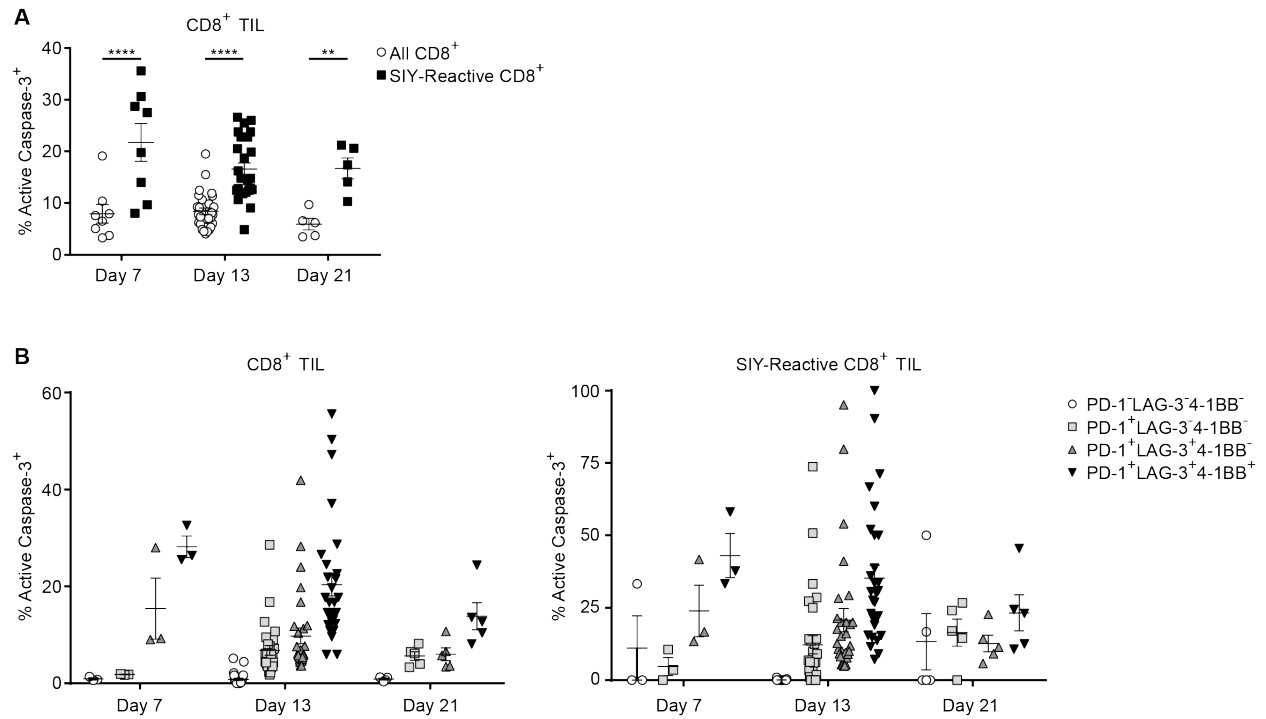 A
CD8⁺ TIL
40
30
20
10
0
% Active Caspase-3⁺
****
****
**
All CD8⁺
SIY-Reactive CD8⁺
Day 7
Day 13
Day 21
B
CD8⁺ TIL
60
40
20
0
% Active Caspase-3⁺
Day 7
Day 13
Day 21
SIY-Reactive CD8⁺ TIL
100
75
50
25
0
% Active Caspase-3⁺
Day 7
Day 13
Day 21
PD-1⁻LAG-3⁻4-1BB⁻
PD-1⁺LAG-3⁻4-1BB⁻
PD-1⁺LAG-3⁺4-1BB⁻
PD-1⁺LAG-3⁺4-1BB⁺